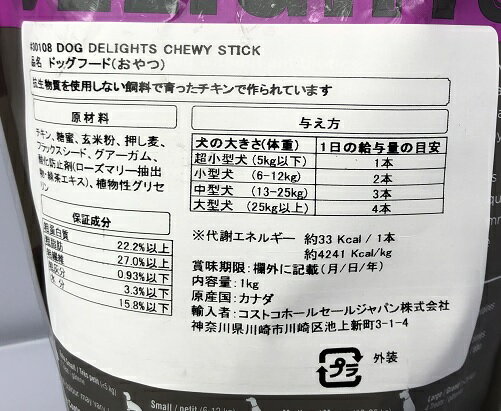 #30108 DOG DELIGHTS CHEWY STICK
品名 ドッグフード(おやつ)
抗生物質を使用しない飼料で育ったチキンで作られています
原材料
チキン、糖蜜、玄米粉、押し麦、
フラックスシード、グアーガム、
酸化防止剤(ローズマリー抽出
物・緑茶エキス)、植物性グリセ
リン
保証成分
粗蛋白質 22.2%以上
粗脂肪 27.0%以上
粗繊維 0.93%以下
粗灰分 3.3%以下
水分 15.8%以下
与え方
犬の大きさ(体重) 1日の給与量の目安
超小型犬 (5kg以下) 1本
小型犬 (6-12kg) 2本
中型犬 (13-25kg) 3本
大型犬 (25kg以上) 4本
※代謝エネルギー 約33 Kcal / 1本
約4241 Kcal/kg
賞味期限:欄外に記載(月/日/年)
内容量:1kg
原産国:カナダ
輸入者:コストコホールセールジャパン株式会社
神奈川県川崎市川崎区池上新町3-1-4
プラ 外装
Small / petit (6-12 kg)